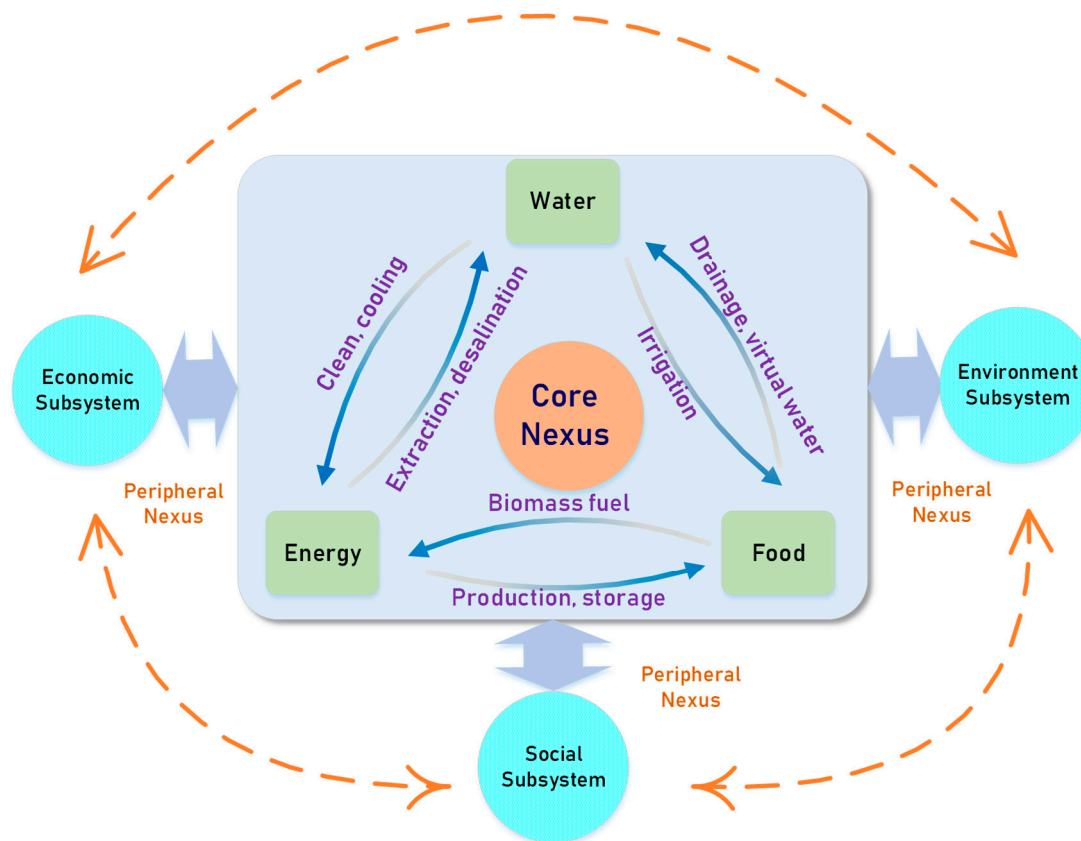 Water
Clean, cooling
Extraction, desalination
Drainage, virtual water
Irrigation
Economic
Subsystem
Core
Nexus
Environment
Subsystem
Peripheral
Nexus
Peripheral
Nexus
Biomass fuel
Energy
Food
Production, storage
Peripheral
Nexus
Social
Subsystem